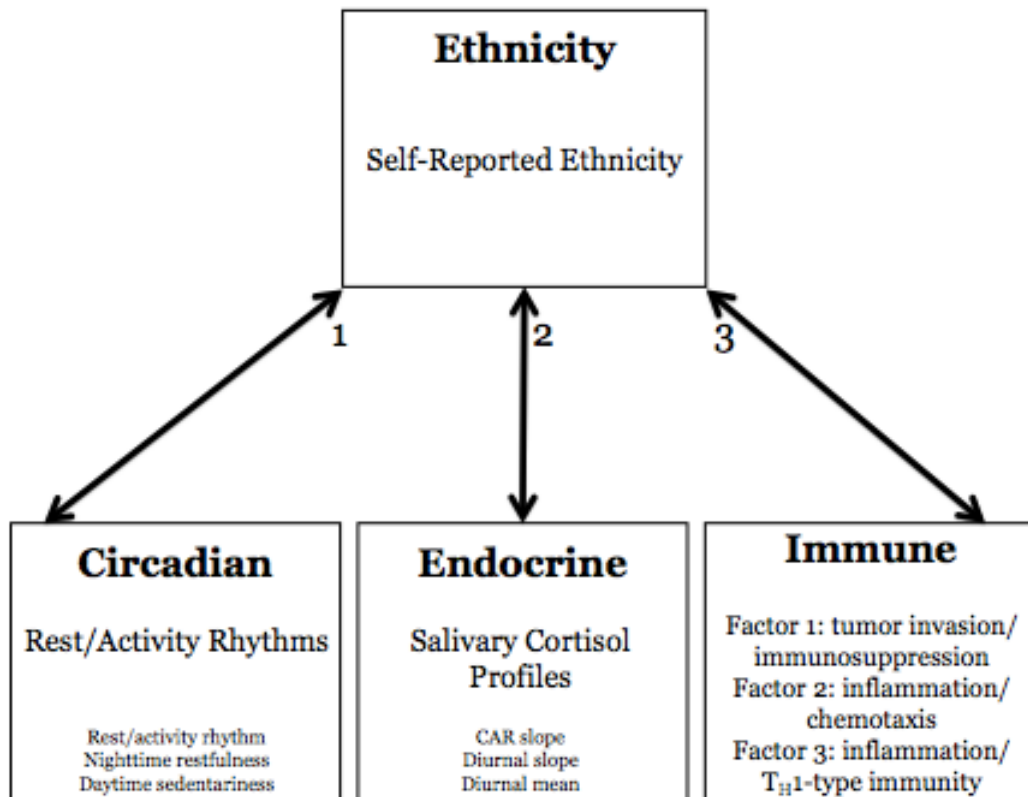 Ethnicity
Self-Reported Ethnicity
1
2
3
Circadian
Rest/Activity Rhythms
Rest/activity rhythm
Nighttime restfulness
Daytime sedentariness
Endocrine
Salivary Cortisol
Profiles
CAR slope
Diurnal slope
Diurnal mean
Immune
Factor 1: tumor invasion/
immunosuppression
Factor 2: inflammation/
chemotaxis
Factor 3: inflammation/
TH1-type immunity